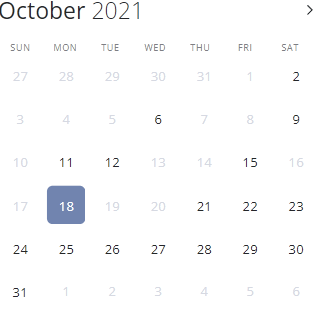 October 2021 >
SUN MON TUE WED THU FRI SAT
27 28 29 30 31 1 2
3 4 5 6 7 8 9
10 11 12 13 14 15 16
17 18 19 20 21 22 23
24 25 26 27 28 29 30
31 1 2 3 4 5 6